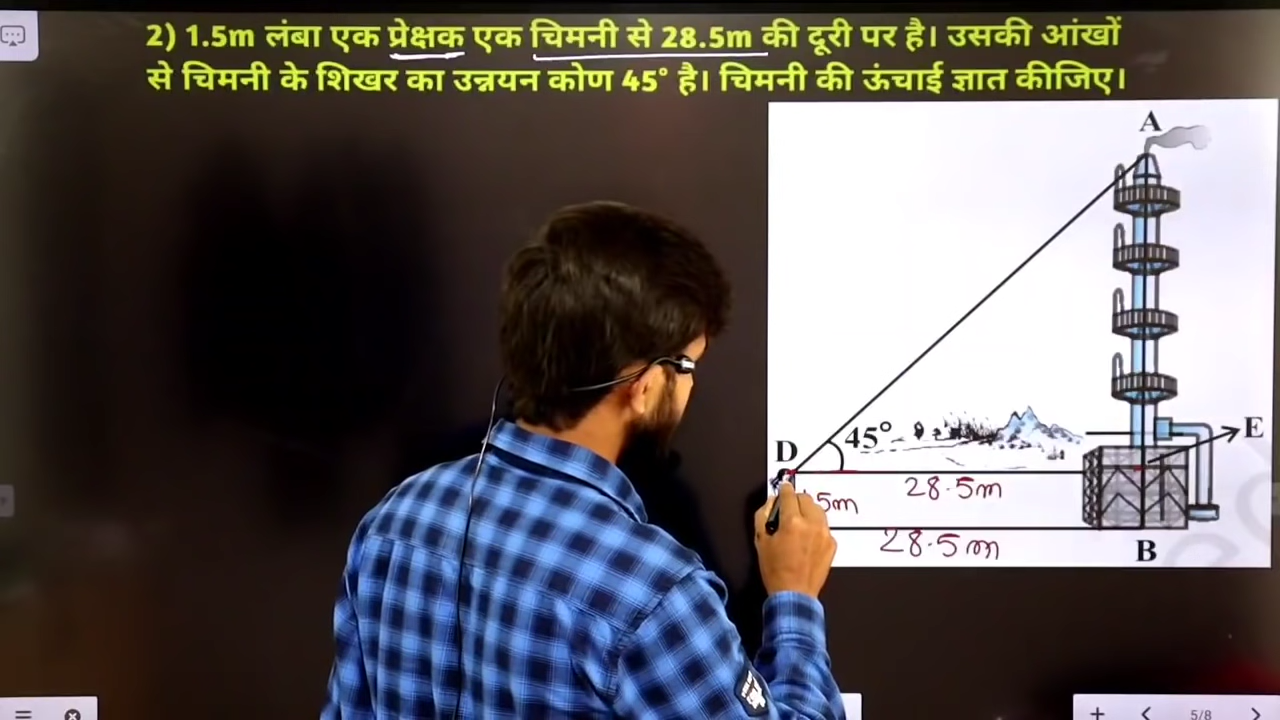 2) 1.5m लंबा एक प्रेक्षक एक चिमनी से 28.5m की दूरी पर है। उसकी आंखों
से चिमनी के शिखर का उन्नयन कोण 45° है। चिमनी की ऊंचाई ज्ञात कीजिए।
A
45°
E
D
28.5m
5m
28.5m
B
5/8